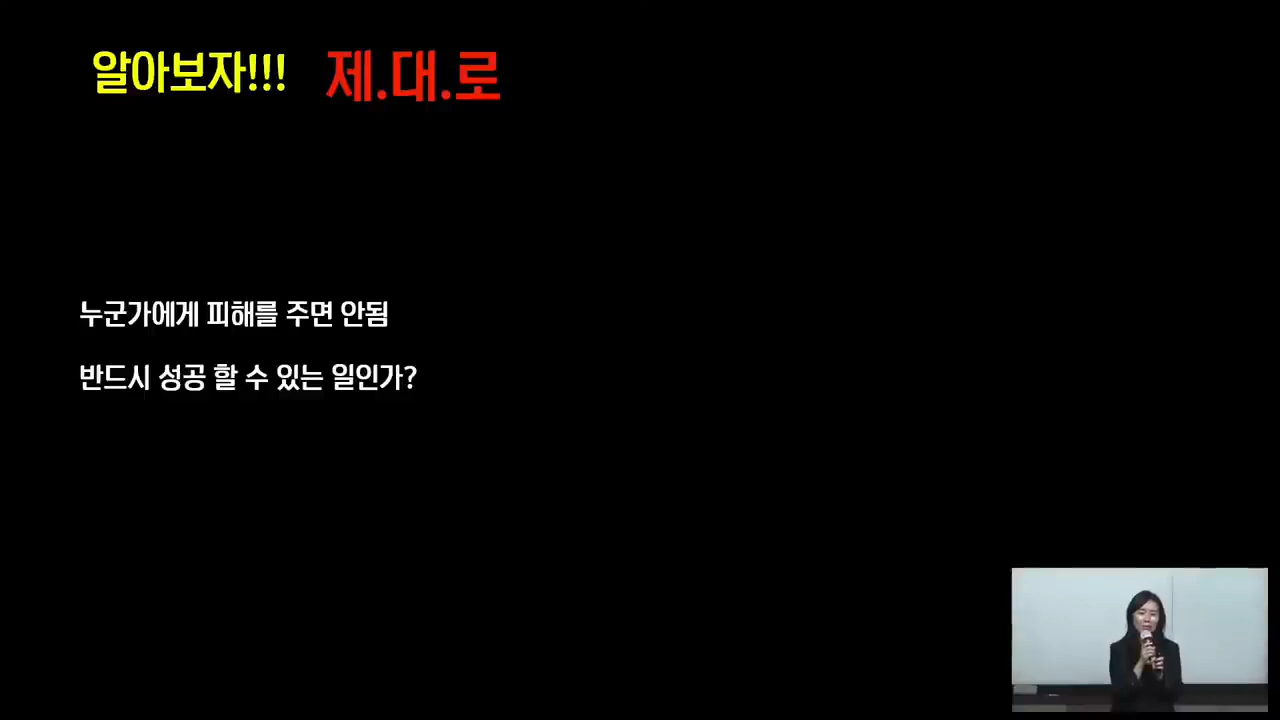 알아보자!!! 제.대.로
누군가에게 피해를 주면 안됨
반드시 성공 할 수 있는 일인가?